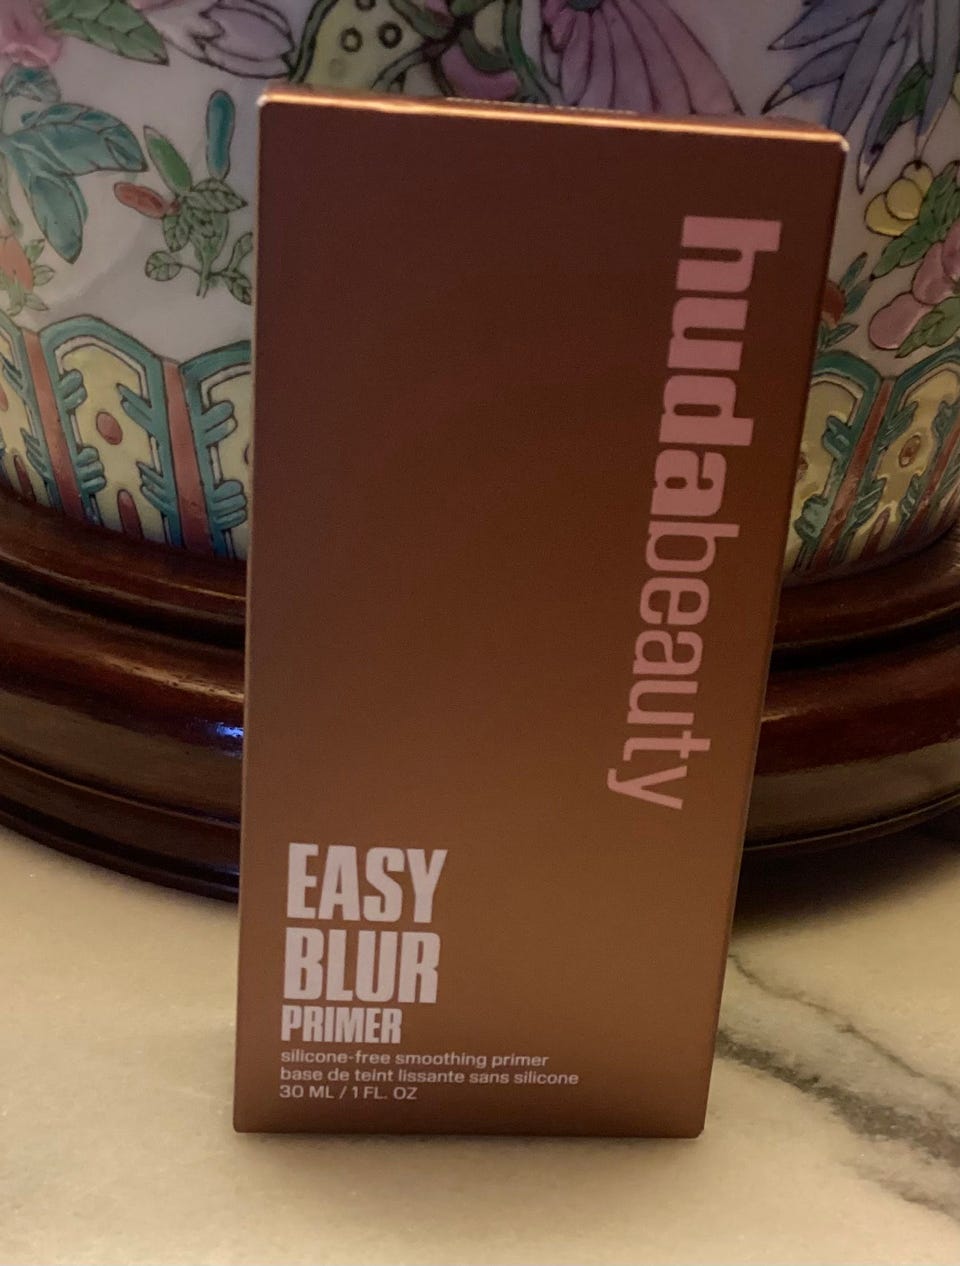 hudabeauty
EASY
BLUR
PRIMER
silicone-free smoothing primer
base de teint lissante sans silicone
30 ML / 1 FL. OZ